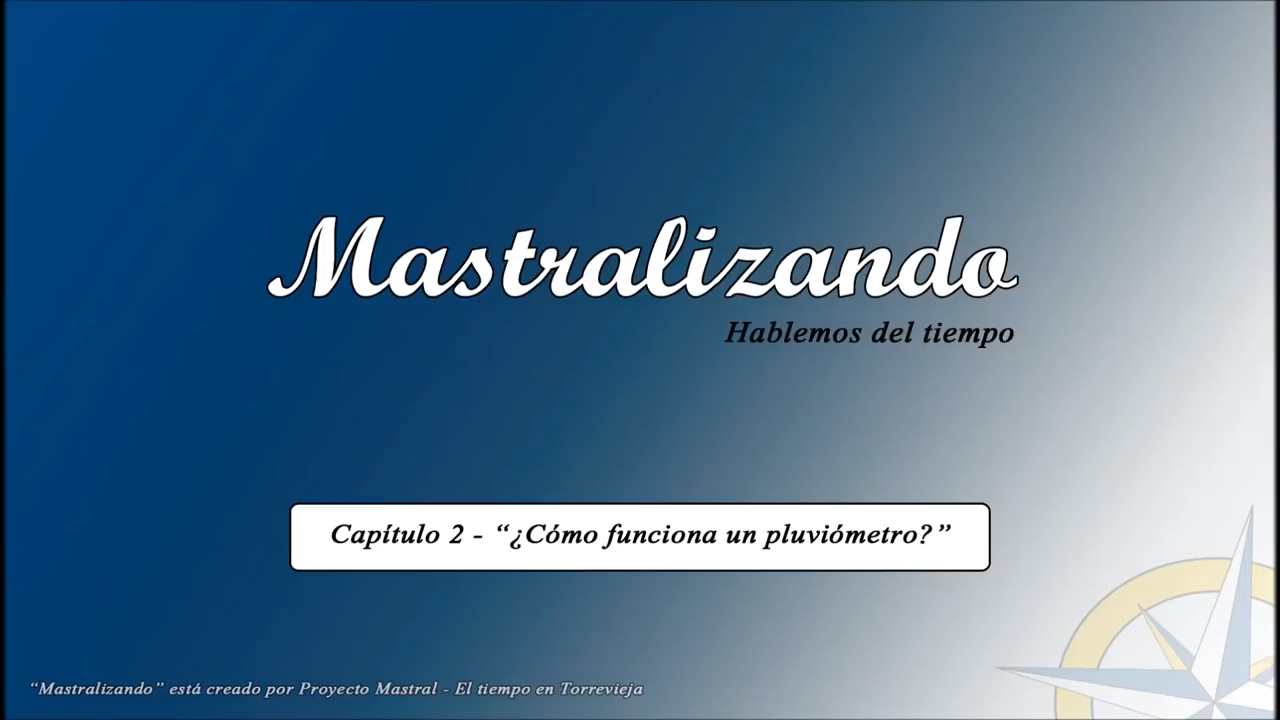 Mastralizando
Hablemos del tiempo
Capítulo 2 - “¿Cómo funciona un pluviómetro?”
“Mastralizando” está creado por Proyecto Mastral - El tiempo en Torrevieja